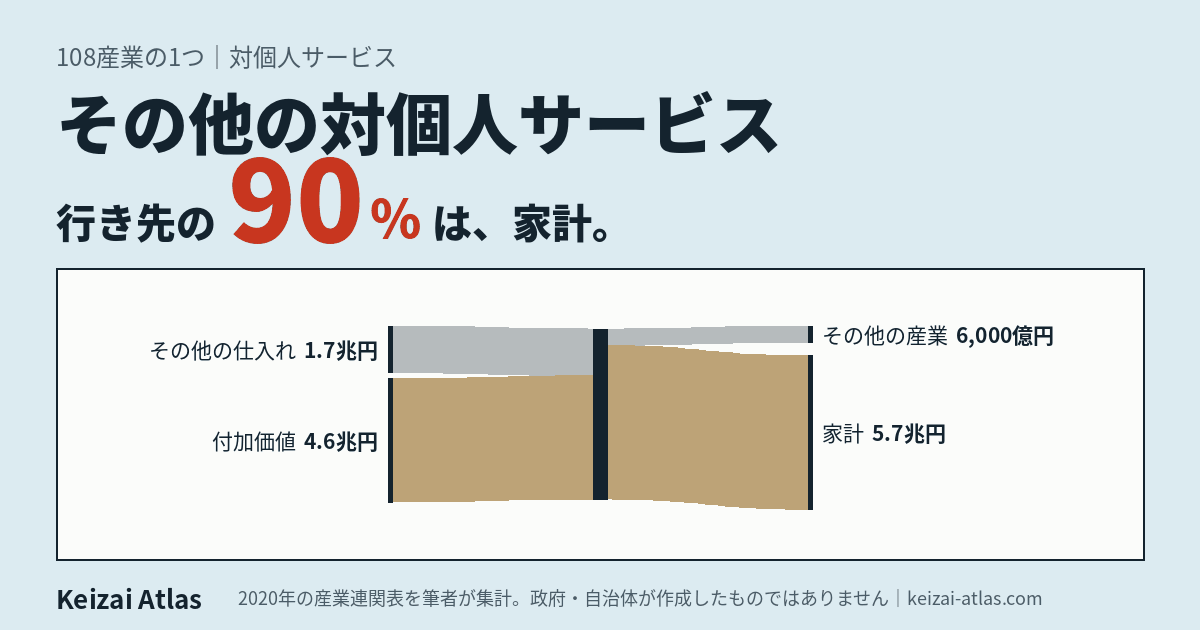 108産業の1つ｜対個人サービス
その他の対個人サービス
行き先の 90% は、家計。
その他の仕入れ 1.7兆円
付加価値 4.6兆円
その他の産業 6,000億円
家計 5.7兆円
Keizai Atlas
2020年の産業連関表を筆者が集計。政府・自治体が作成したものではありません｜keizai-atlas.com